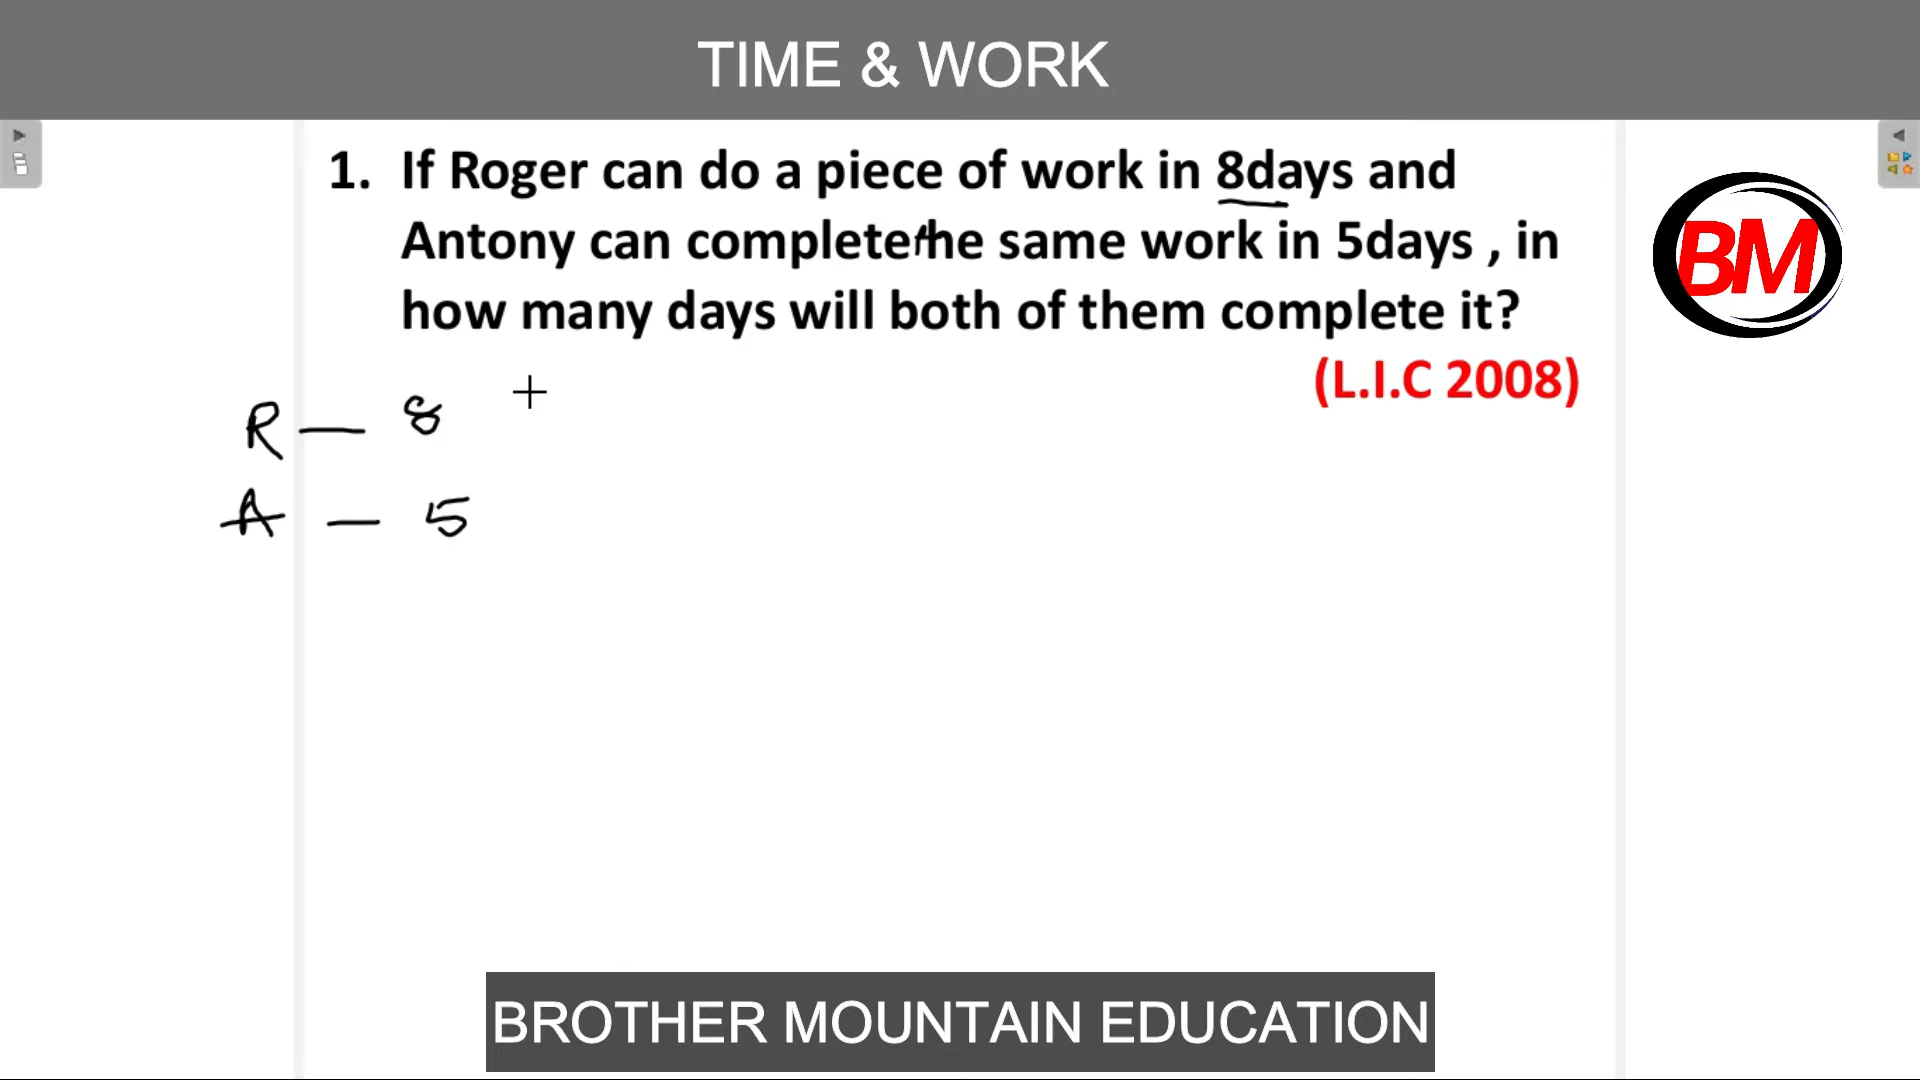 TIME & WORK
1. If Roger can do a piece of work in 8days and
Antony can complete the same work in 5days , in
how many days will both of them complete it?
(L.I.C 2008)
BM
R — 8
A — 5
BROTHER MOUNTAIN EDUCATION